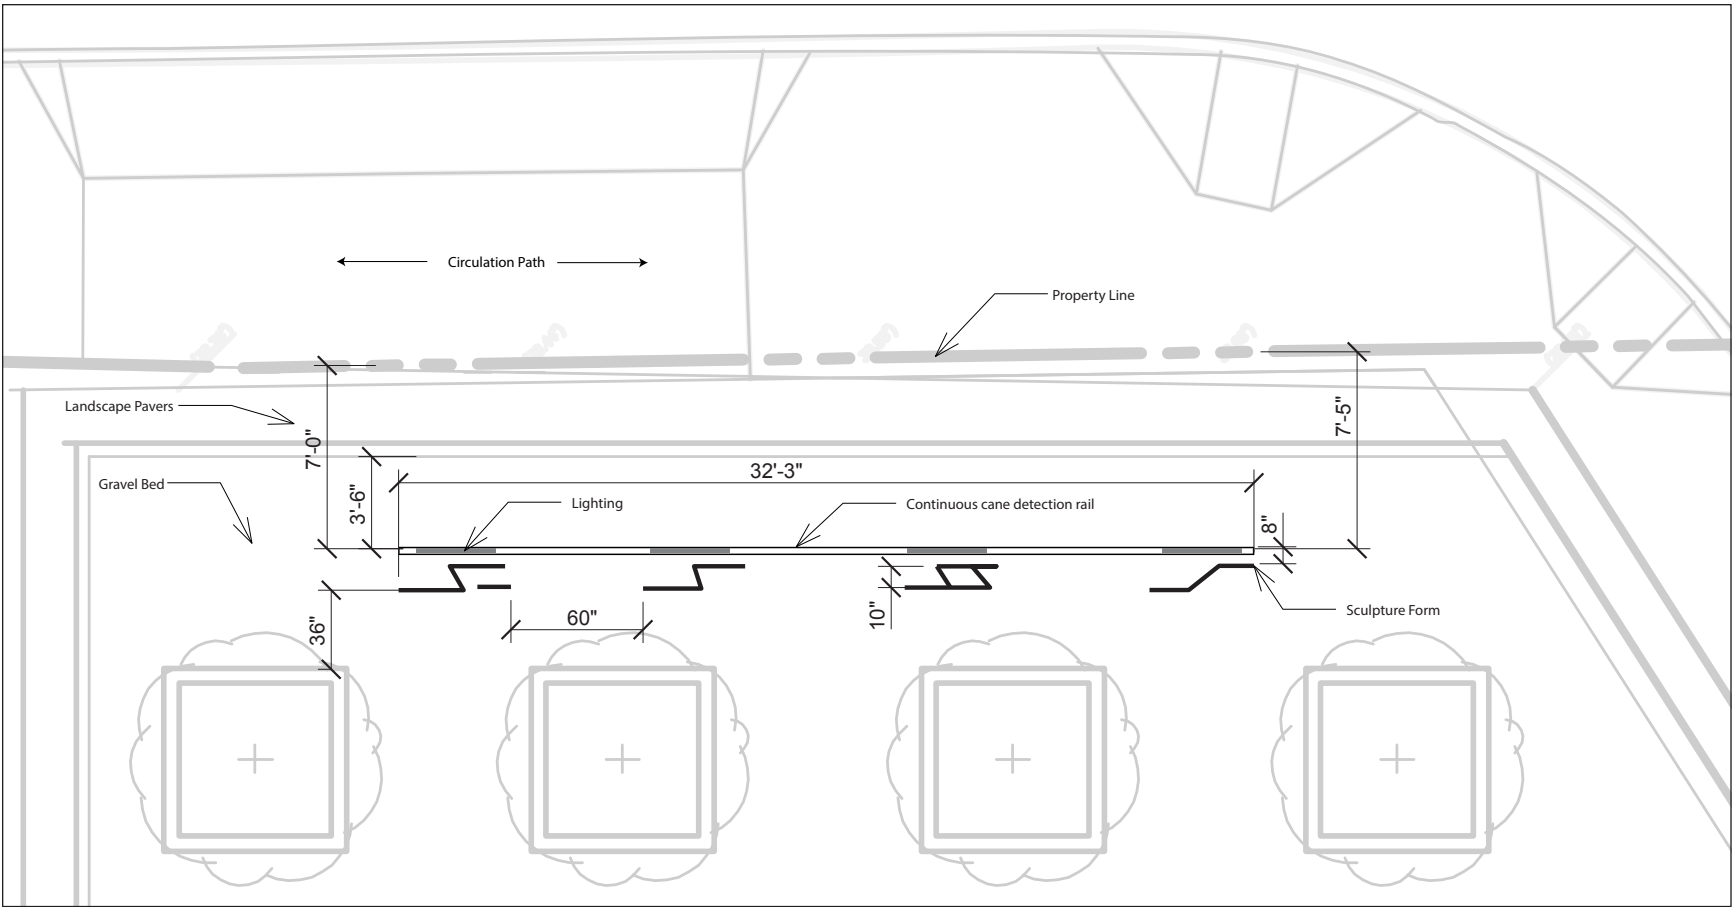 Circulation Path
Property Line
Landscape Pavers
7'-0"
7'-5"
32'-3"
Gravel Bed
3'-6"
Lighting
Continuous cane detection rail
8"
10"
Sculpture Form
60"
36"